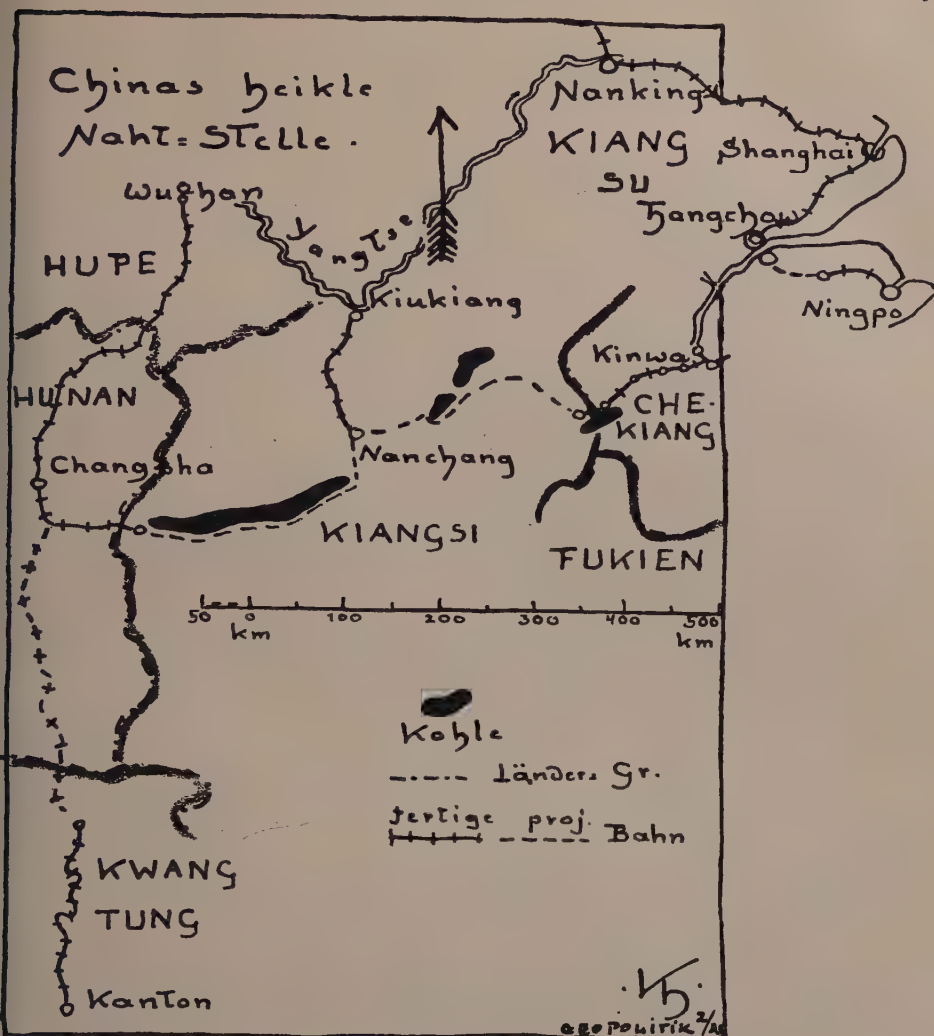 Chinas heikle
Naht=Stelle.
Nanking
KIANG
SU
Shanghai
Wuhan
Hangchow
Yangtse
HUPE
Kiukiang
Ningpo
Kinwa
HUNAN
CHE-
KIANG
Changsha
Nanchang
KIANGSI
FUKIEN
50 0 100 200 300 400 500
km km
Kohle
Länder= Gr.
fertige proj. Bahn
KWANG
TUNG
Kanton
GEOPOLITIK